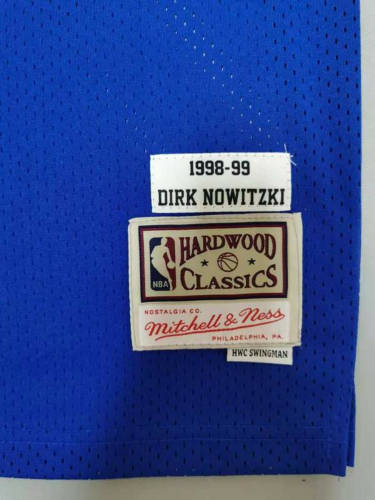 1998-99
DIRK NOWITZKI
HARDWOOD
CLASSICS
NBA
NOSTALGIA CO.
Mitchell & Ness
PHILADELPHIA, PA.
HWC SWINGMAN